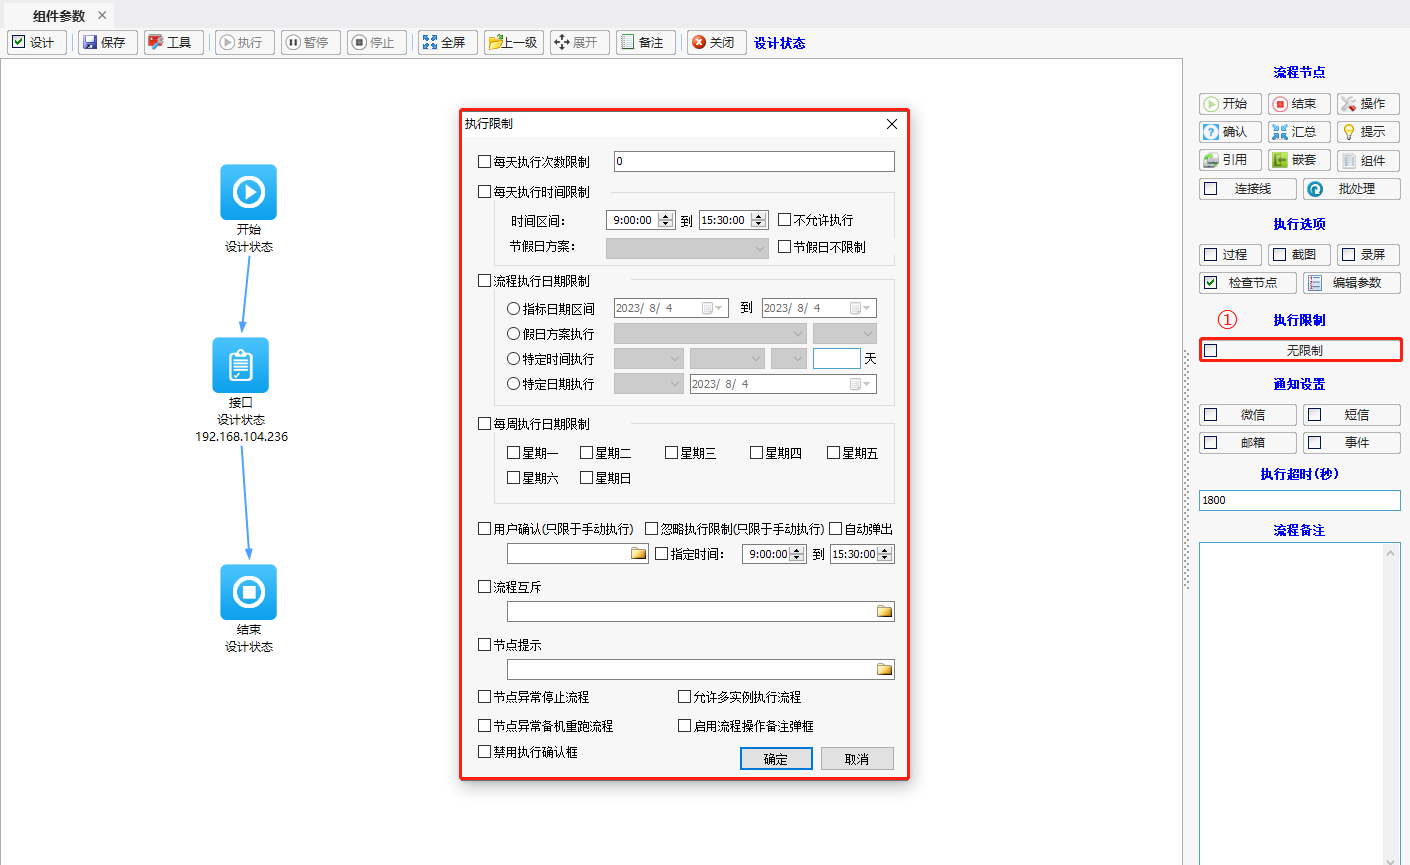 组件参数
设计 保存 工具 执行 暂停 停止 全屏 上一级 展开 备注 关闭 设计状态
开始
设计状态
接口
设计状态
192.168.104.236
结束
设计状态
执行限制
每天执行次数限制 0
每天执行时间限制
时间区间: 9:00:00 到 15:30:00 不允许执行
节假日方案: 节假日不限制
流程执行日期限制
指标日期区间 2023/ 8/ 4 到 2023/ 8/ 4
假日方案执行
特定时间执行 天
特定日期执行 2023/ 8/ 4
每周执行日期限制
星期一 星期二 星期三 星期四 星期五
星期六 星期日
用户确认(只限于手动执行) 忽略执行限制(只限于手动执行) 自动弹出
指定时间: 9:00:00 到 15:30:00
流程互斥
节点提示
节点异常停止流程 允许多实例执行流程
节点异常备机重跑流程 启用流程操作备注弹框
禁用执行确认框
确定 取消
流程节点
开始 结束 操作
确认 汇总 提示
引用 嵌套 组件
连接线 批处理
执行选项
过程 截图 录屏
检查节点 编辑参数
① 执行限制
无限制
通知设置
微信 短信
邮箱 事件
执行超时(秒)
1800
流程备注